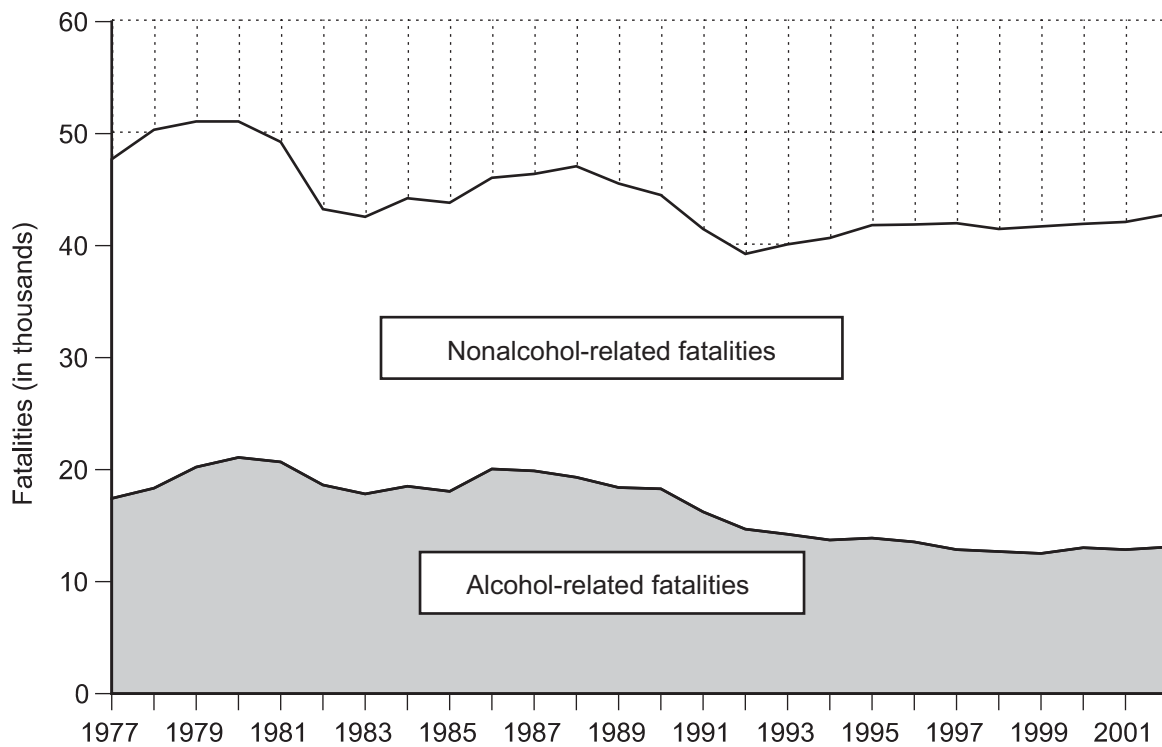 60
50
40
30
20
10
0
Fatalities (in thousands)
Nonalcohol-related fatalities
Alcohol-related fatalities
1977 1979 1981 1983 1985 1987 1989 1991 1993 1995 1997 1999 2001